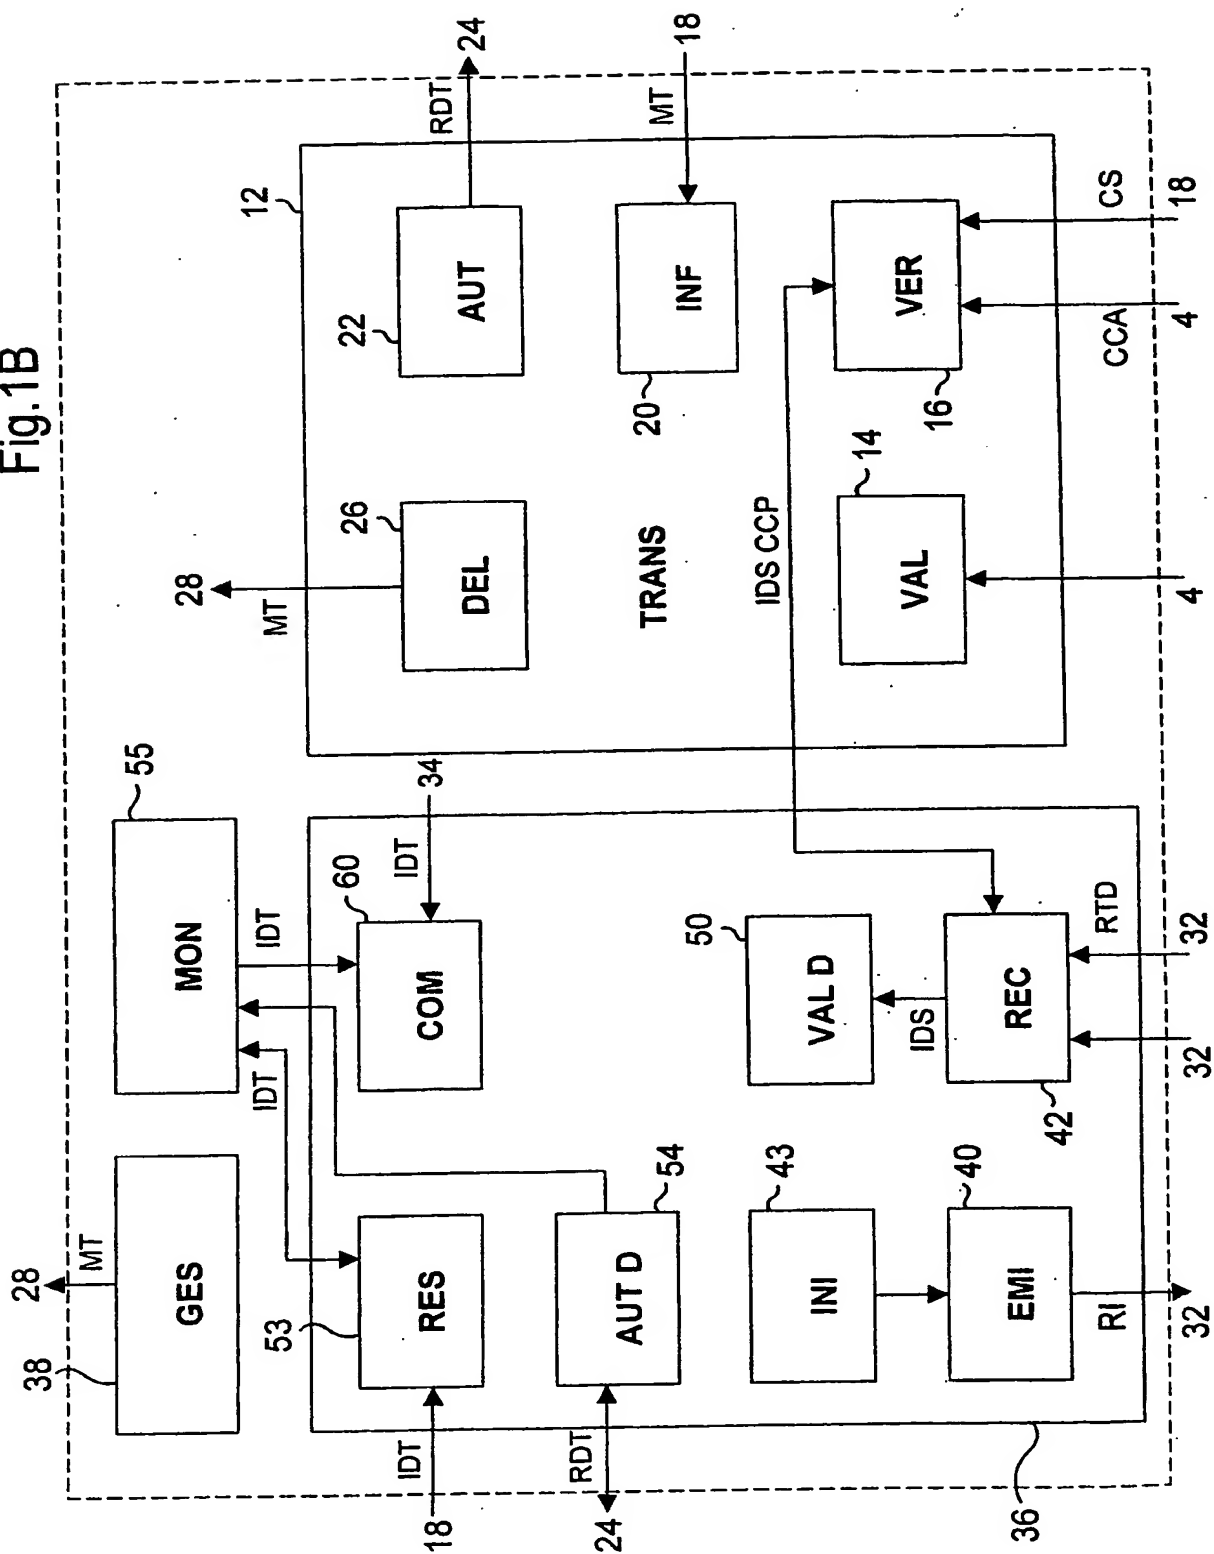 Fig.1B
38
28
MT
GES
MON
55
IDT
IDT
53
RES
18
IDT
60
COM
IDT
34
AUT D
54
24
RDT
INI
43
EMI
40
RI
32
50
VAL D
IDS
REC
42
32
RTD
32
36
28
MT
26
DEL
12
22
AUT
RDT
24
TRANS
20
INF
MT
18
IDS CCP
14
VAL
4
VER
16
CCA
4
CS
18